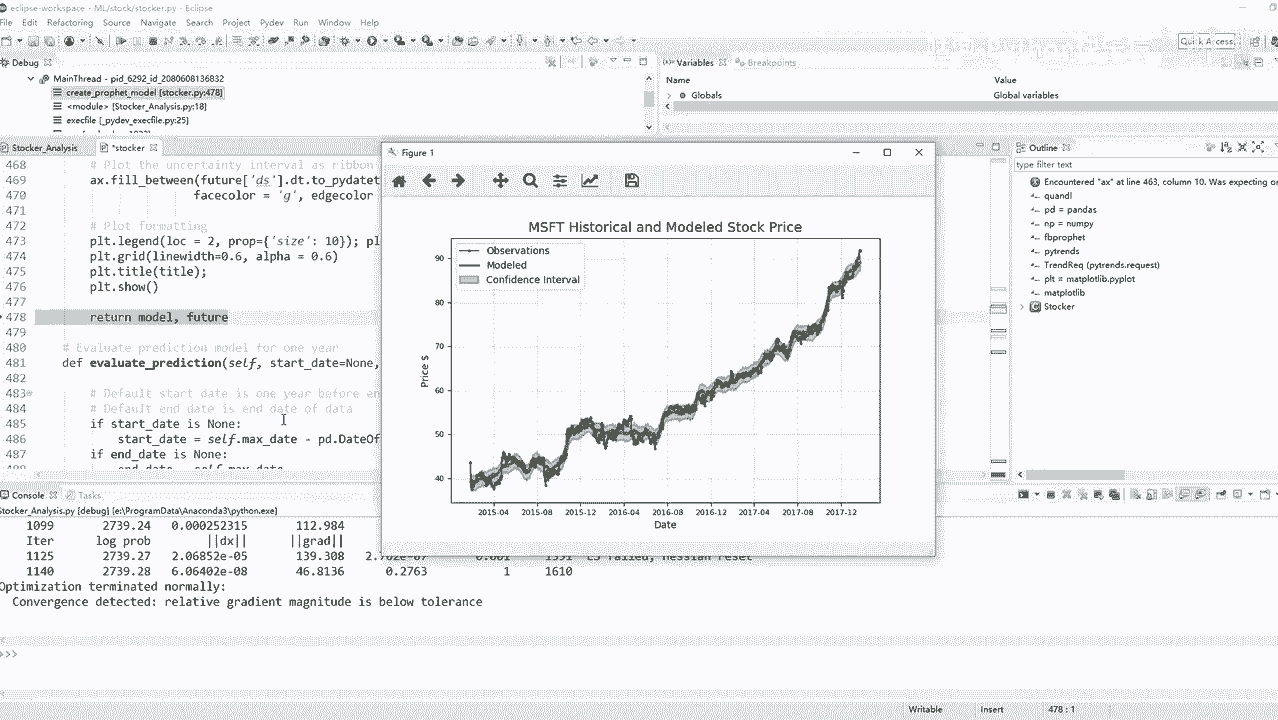 eclipse-workspace - ML/stock/stocker.py - Eclipse
File Edit Refactoring Source Navigate Search Project Pydev Run Window Help
Quick Access
Debug
MainThread - pid_6292_id_2080608136832
create_prophet_model [stocker.py:478]
<module> [Stocker_Analysis.py:18]
execfile [_pydev_execfile.py:25]
Variables Breakpoints
Name Value
Globals Global variables
Stocker_Analysis *stocker
468 # Plot the uncertainty interval as ribbon
469 ax.fill_between(future['ds'].dt.to_pydatet
470 facecolor = 'g', edgecolor
471
472 # Plot formatting
473 plt.legend(loc = 2, prop={'size': 10}); pl
474 plt.grid(linewidth=0.6, alpha = 0.6)
475 plt.title(title);
476 plt.show()
477
478 return model, future
479
480 # Evaluate prediction model for one year
481 def evaluate_prediction(self, start_date=None,
482
483 # Default start date is one year before en
484 # Default end date is end date of data
485 if start_date is None:
486 start_date = self.max_date - pd.DateOf
487 if end_date is None:
Figure 1
MSFT Historical and Modeled Stock Price
Observations
Modeled
Confidence Interval
Price $
90
80
70
60
50
40
2015-04 2015-08 2015-12 2016-04 2016-08 2016-12 2017-04 2017-08 2017-12
Date
Outline
type filter text
Encountered "ax" at line 463, column 10. Was expecting on
quandl
pd = pandas
np = numpy
fbprophet
pytrends
TrendReq (pytrends.request)
plt = matplotlib.pyplot
matplotlib
Stocker
Console Tasks
Stocker_Analysis.py [debug] [e:\ProgramData\Anaconda3\python.exe]
1099 2739.24 0.000252315 112.984
Iter log prob ||dx|| ||grad||
1125 2739.27 2.06852e-05 139.308
1140 2739.28 6.06402e-08 46.8136 0.2763 1 1610
Optimization terminated normally:
Convergence detected: relative gradient magnitude is below tolerance
>>>
Writable Insert 478 : 1